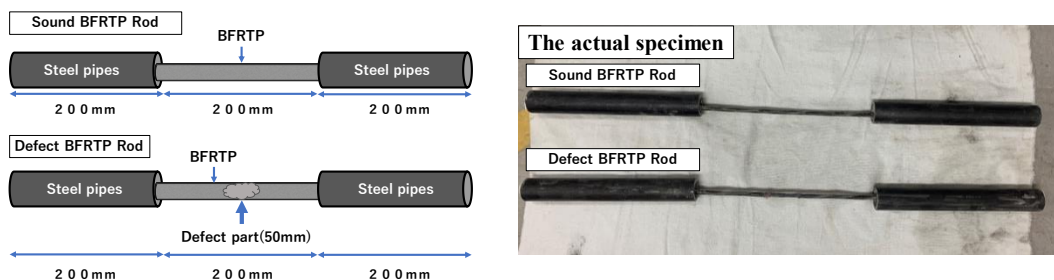 Sound BFRTP Rod
BFRTP
Steel pipes
Steel pipes
200mm
200mm
200mm
Defect BFRTP Rod
BFRTP
Steel pipes
Steel pipes
Defect part(50mm)
200mm
200mm
200mm
The actual specimen
Sound BFRTP Rod
Defect BFRTP Rod